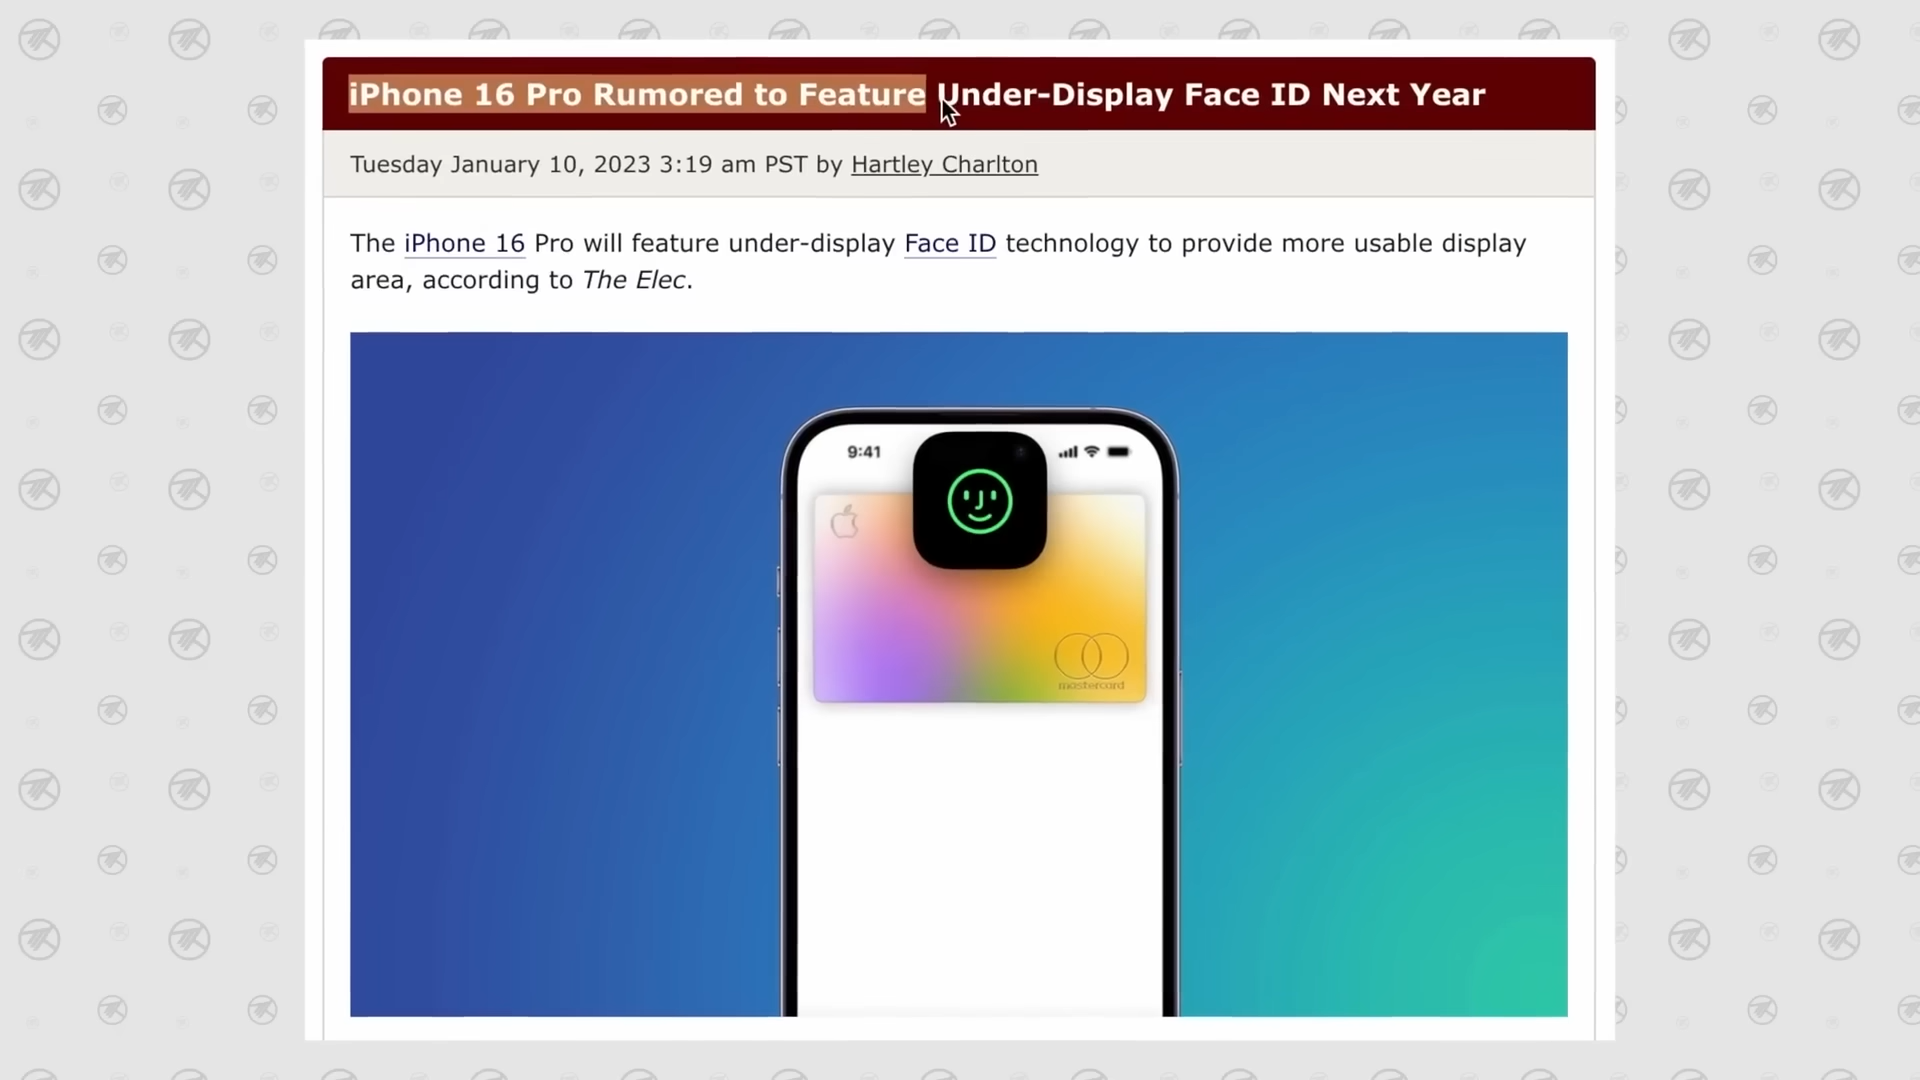 iPhone 16 Pro Rumored to Feature Under-Display Face ID Next Year
Tuesday January 10, 2023 3:19 am PST by Hartley Charlton
The iPhone 16 Pro will feature under-display Face ID technology to provide more usable display
area, according to The Elec.
9:41
mastercard